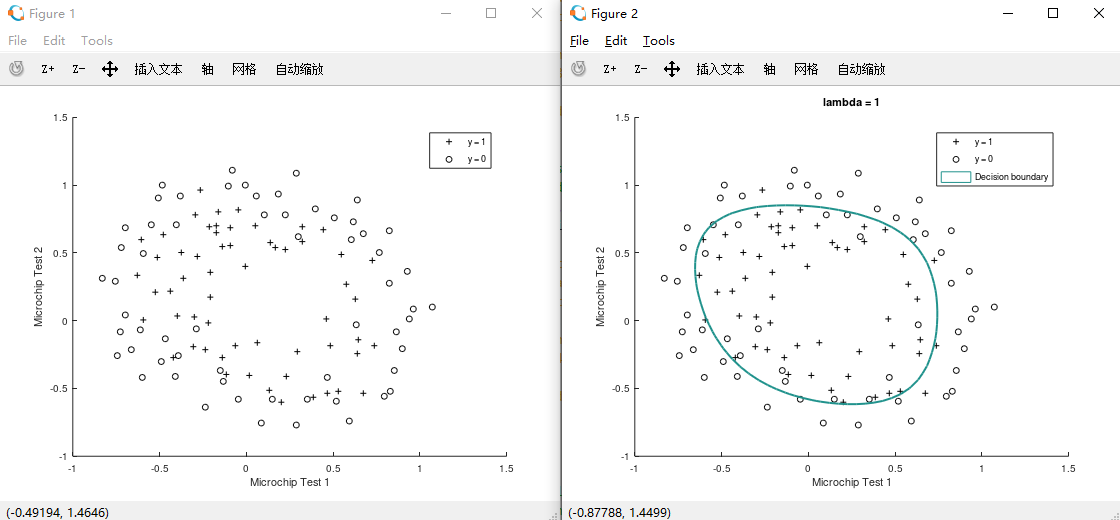 Figure 1
File Edit Tools
Z+ Z- 插入文本 轴 网格 自动缩放
1.5
1
0.5
0
-0.5
-1
-1 -0.5 0 0.5 1 1.5
Microchip Test 2
Microchip Test 1
y = 1
y = 0
(-0.49194, 1.4646)
Figure 2
File Edit Tools
Z+ Z- 插入文本 轴 网格 自动缩放
lambda = 1
1.5
1
0.5
0
-0.5
-1
-1 -0.5 0 0.5 1 1.5
Microchip Test 2
Microchip Test 1
y = 1
y = 0
Decision boundary
(-0.87788, 1.4499)